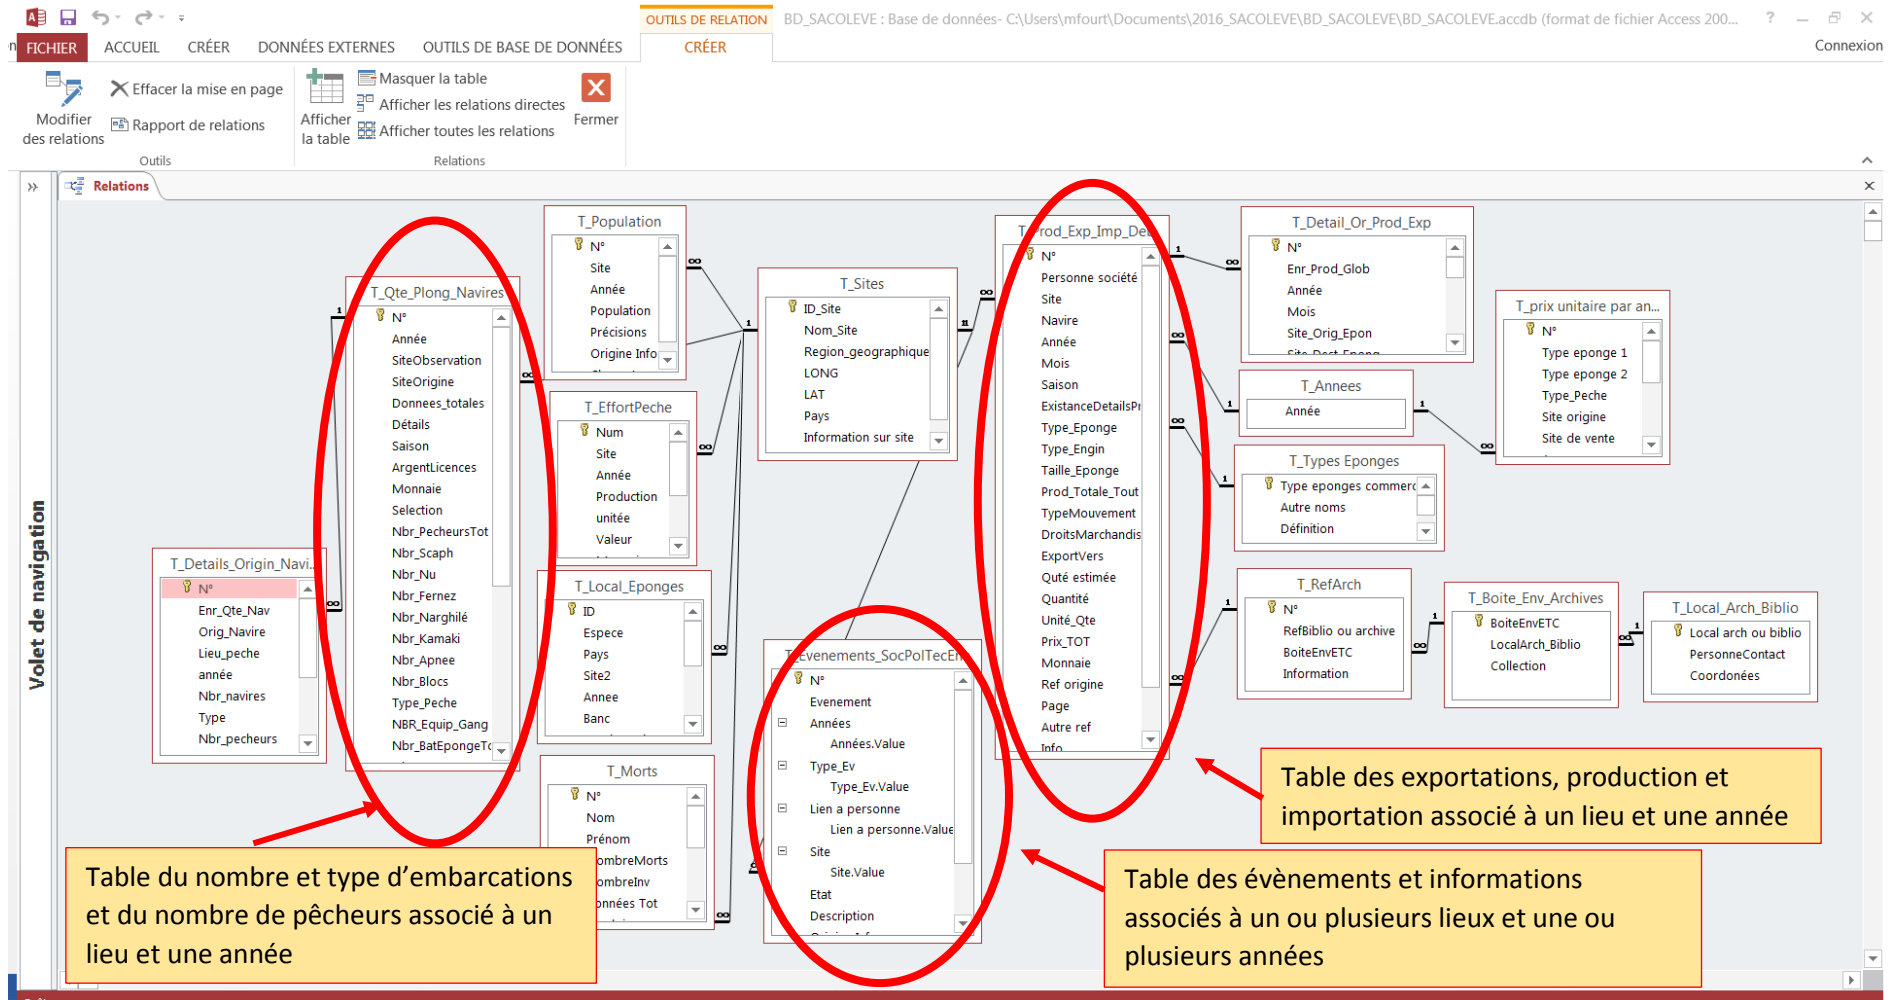 OUTILS DE RELATION
BD_SACOLEVE : Base de données- C:\Users\mfourt\Documents\2016_SACOLEVE\BD_SACOLEVE\BD_SACOLEVE.accdb (format de fichier Access 200...
?
FICHIER ACCUEIL CRÉER DONNÉES EXTERNES OUTILS DE BASE DE DONNÉES CRÉER
Connexion
Modifier
des relations
Effacer la mise en page
Rapport de relations
Outils
Afficher
la table
Masquer la table
Afficher les relations directes
Afficher toutes les relations
Fermer
Relations
Relations
Volet de navigation
T_Details_Origin_Navi...
N°
Enr_Qte_Nav
Orig_Navire
Lieu_peche
année
Nbr_navires
Type
Nbr_pecheurs
T_Qte_Plong_Navires
N°
Année
SiteObservation
SiteOrigine
Donnees_totales
Détails
Saison
ArgentLicences
Monnaie
Selection
Nbr_PecheursTot
Nbr_Scaph
Nbr_Nu
Nbr_Fernez
Nbr_Narghilé
Nbr_Kamaki
Nbr_Apnee
Nbr_Blocs
Type_Peche
NBR_Equip_Gang
Nbr_BatEpongeTo
T_Population
N°
Site
Année
Population
Précisions
Origine Info
T_EffortPeche
Num
Site
Année
Production
unitée
Valeur
T_Local_Eponges
ID
Espece
Pays
Site2
Annee
Banc
T_Morts
N°
Nom
Prénom
ombreMorts
ombreInv
onnées Tot
T_Sites
ID_Site
Nom_Site
Region_geographique
LONG
LAT
Pays
Information sur site
T_Evenements_SocPolTecEn
N°
Evenement
Années
Années.Value
Type_Ev
Type_Ev.Value
Lien a personne
Lien a personne.Value
Site
Site.Value
Etat
Description
T_Prod_Exp_Imp_De
N°
Personne société
Site
Navire
Année
Mois
Saison
ExistanceDetailsPr
Type_Eponge
Type_Engin
Taille_Eponge
Prod_Totale_Tout
TypeMouvement
DroitsMarchandis
ExportVers
Quté estimée
Quantité
Unité_Qte
Prix_TOT
Monnaie
Ref origine
Page
Autre ref
Info
T_Detail_Or_Prod_Exp
N°
Enr_Prod_Glob
Année
Mois
Site_Orig_Epon
Site_Dest_Epong
T_Annees
Année
T_prix unitaire par an...
N°
Type eponge 1
Type eponge 2
Type_Peche
Site origine
Site de vente
T_Types Eponges
Type eponges commerc
Autre noms
Définition
T_RefArch
N°
RefBiblio ou archive
BoiteEnvETC
Information
T_Boite_Env_Archives
BoiteEnvETC
LocalArch_Biblio
Collection
T_Local_Arch_Biblio
Local arch ou biblio
PersonneContact
Coordonées
Table du nombre et type d'embarcations
et du nombre de pêcheurs associé à un
lieu et une année
Table des exportations, production et
importation associé à un lieu et une année
Table des évènements et informations
associés à un ou plusieurs lieux et une ou
plusieurs années